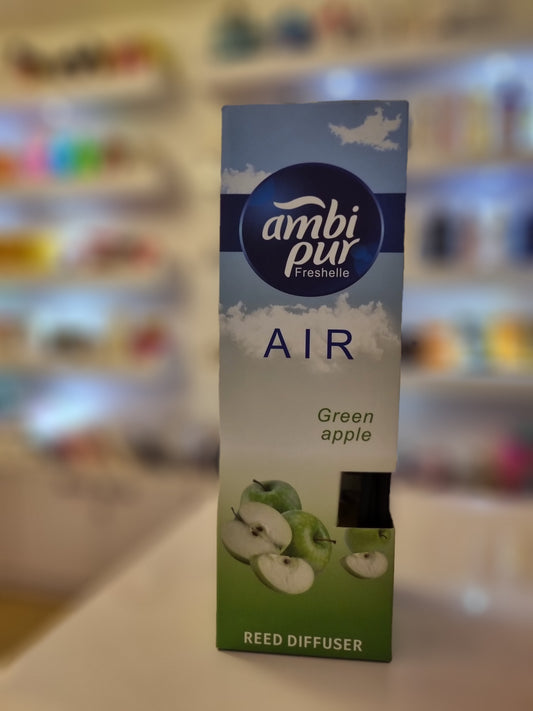 ambi
pur
Freshelle
AIR
Green
apple
REED DIFFUSER